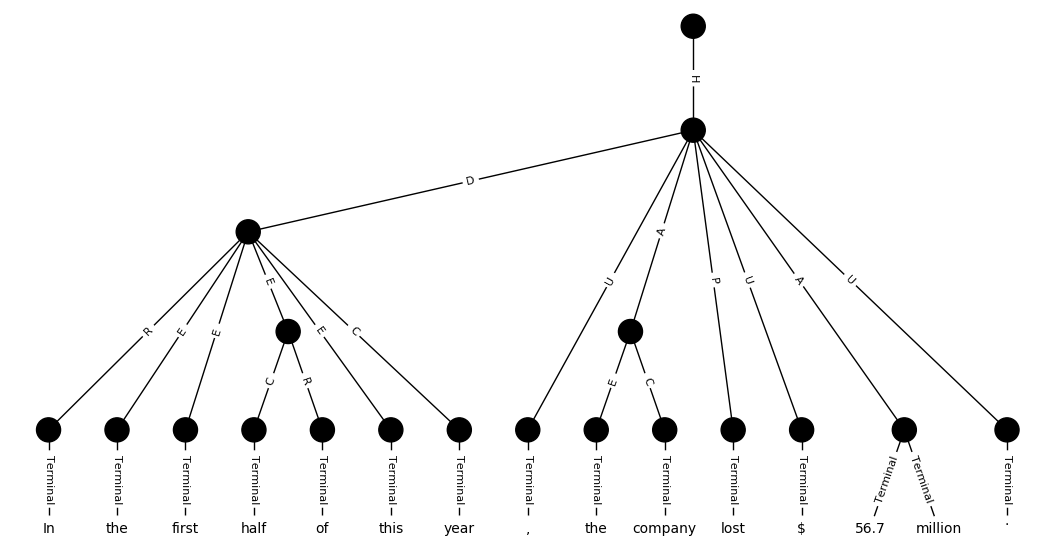 H
D
A
E
U
P
U
A
U
R
E
E
E
C
C
R
E
C
Terminal Terminal Terminal Terminal Terminal Terminal Terminal Terminal Terminal Terminal Terminal Terminal Terminal Terminal Terminal
In the first half of this year , the company lost $ 56.7 million .